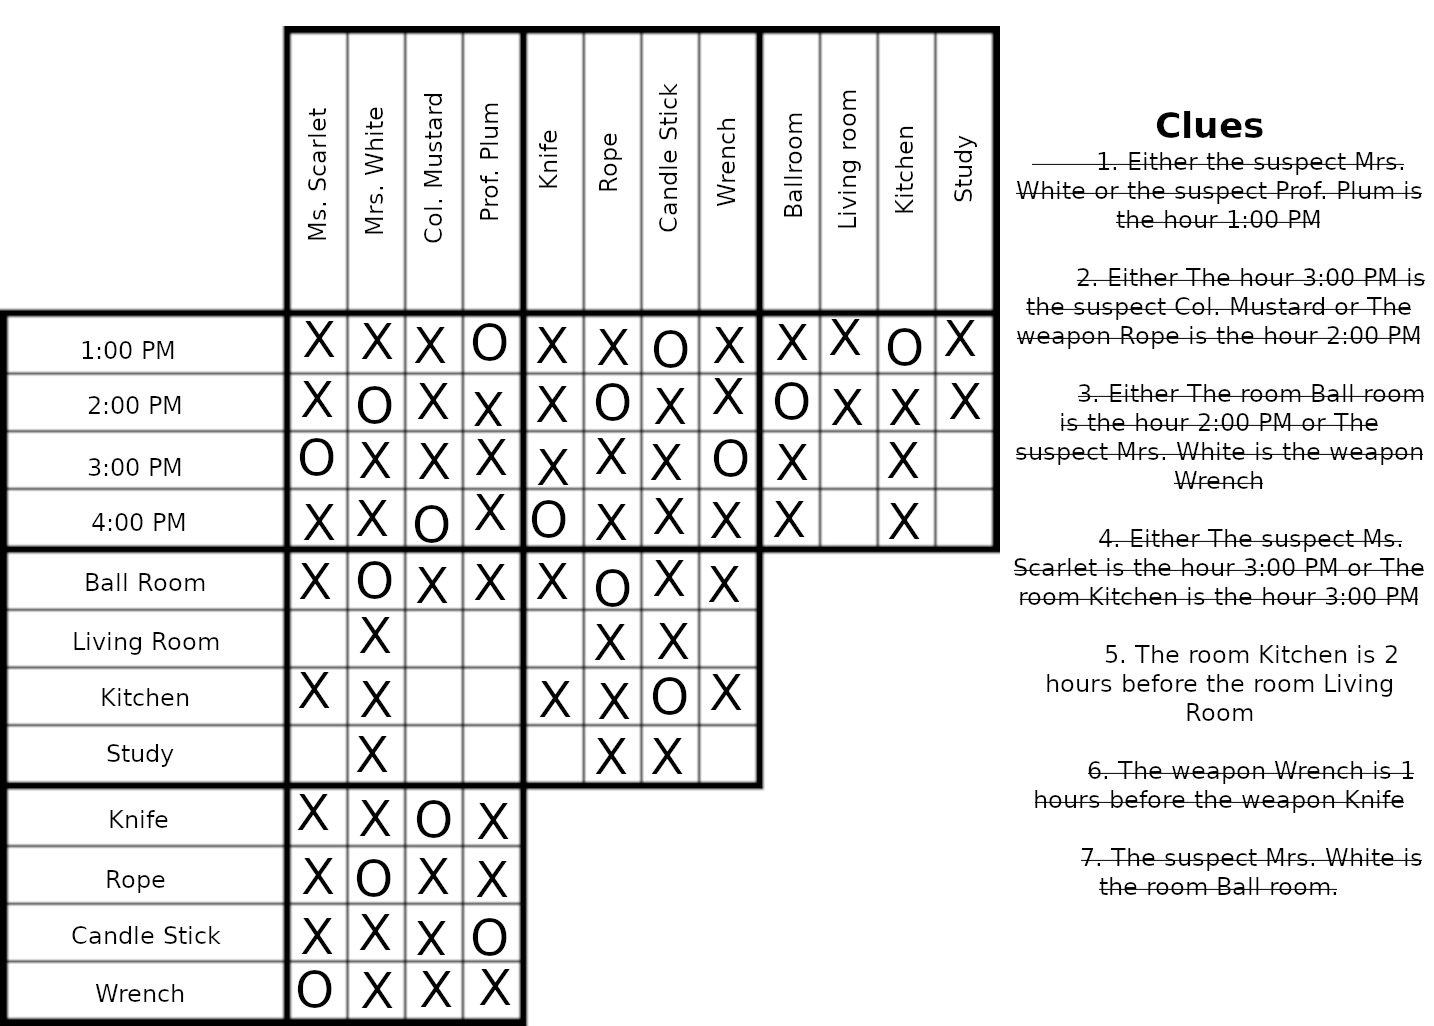 Ms. Scarlet
Mrs. White
Col. Mustard
Prof. Plum
Knife
Rope
Candle Stick
Wrench
Ballroom
Living room
Kitchen
Study
1:00 PM X X X O X X O X X X O X
2:00 PM X O X X X O X X O X X X
3:00 PM O X X X X X X O X X
4:00 PM X X O X O X X X X X
Ball Room X O X X X O X X
Living Room X X X
Kitchen X X X X O X
Study X X X
Knife X X O X
Rope X O X X
Candle Stick X X X O
Wrench O X X X
Clues
1. Either the suspect Mrs.
White or the suspect Prof. Plum is
the hour 1:00 PM
2. Either The hour 3:00 PM is
the suspect Col. Mustard or The
weapon Rope is the hour 2:00 PM
3. Either The room Ball room
is the hour 2:00 PM or The
suspect Mrs. White is the weapon
Wrench
4. Either The suspect Ms.
Scarlet is the hour 3:00 PM or The
room Kitchen is the hour 3:00 PM
5. The room Kitchen is 2
hours before the room Living
Room
6. The weapon Wrench is 1
hours before the weapon Knife
7. The suspect Mrs. White is
the room Ball room.